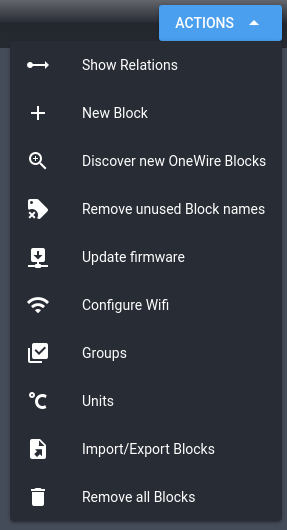 ACTIONS
Show Relations
New Block
Discover new OneWire Blocks
Remove unused Block names
Update firmware
Configure Wifi
Groups
Units
Import/Export Blocks
Remove all Blocks